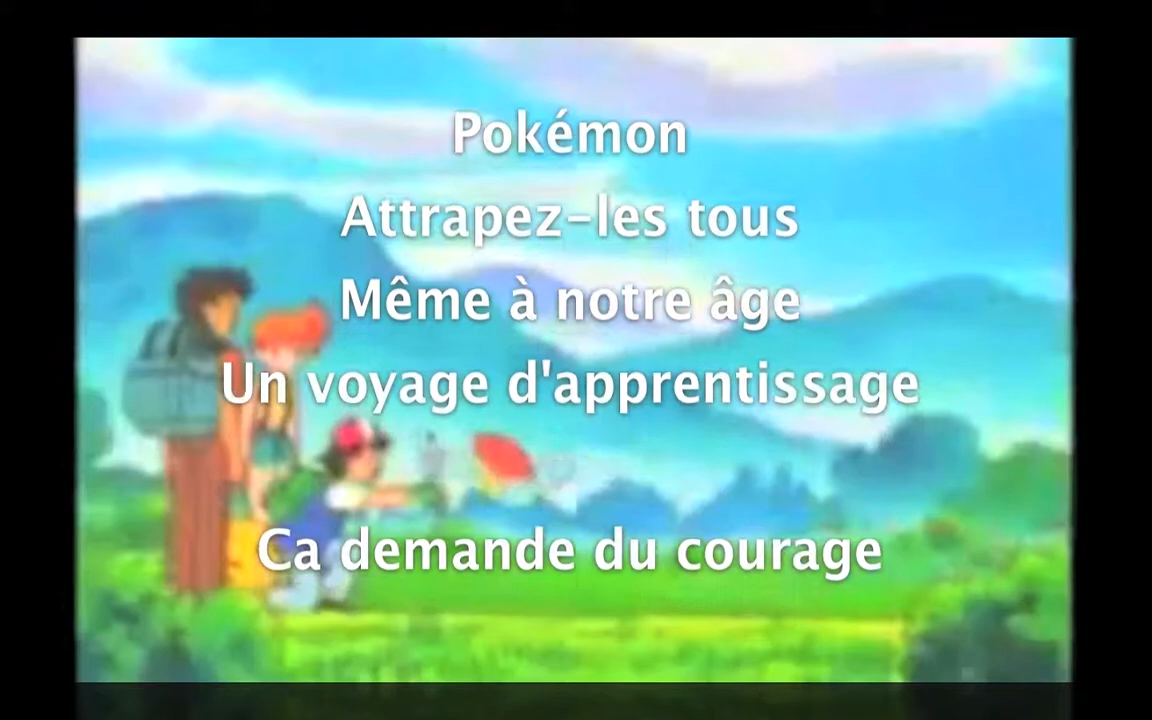 Pokémon
Attrapez-les tous
Même à notre âge
Un voyage d'apprentissage
Ca demande du courage